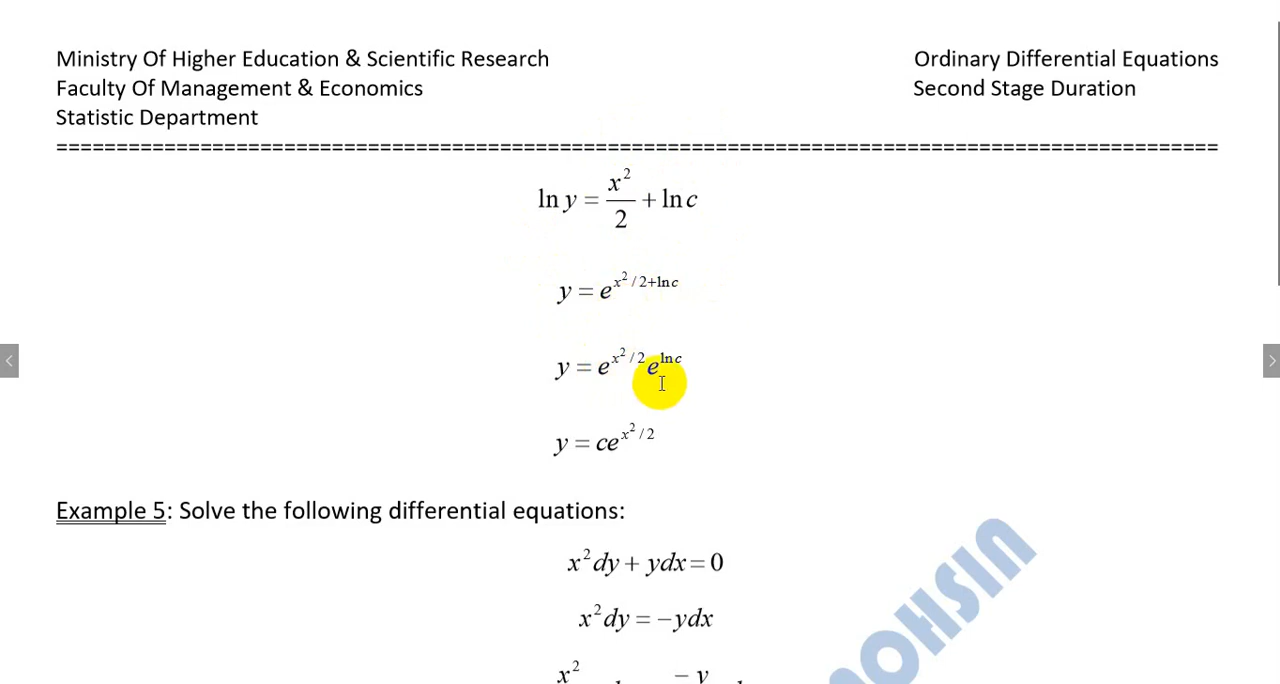 Ministry Of Higher Education & Scientific Research
Ordinary Differential Equations
Faculty Of Management & Economics
Second Stage Duration
Statistic Department
================================================================================================
ln y = x²/2 + ln c
y = e^(x²/2+ln c)
y = e^(x²/2) e^(ln c)
y = ce^(x²/2)
Example 5: Solve the following differential equations:
x²dy + ydx = 0
x²dy = −ydx
x² − y
OHSIN